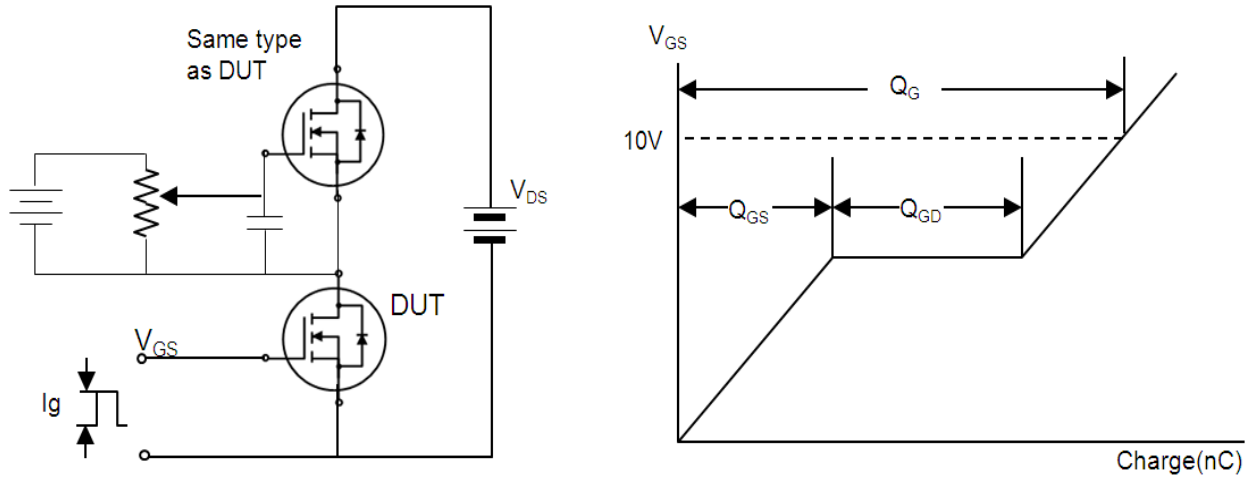 Same type
as DUT
V_DS
DUT
V_GS
Ig
V_GS
Q_G
10V
Q_GS
Q_GD
Charge(nC)